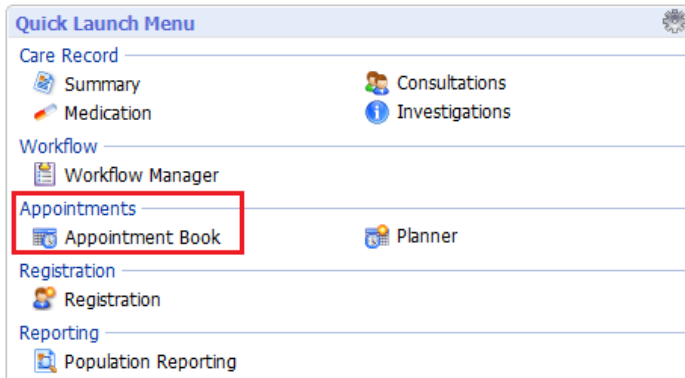 Quick Launch Menu
Care Record
Summary Consultations
Medication Investigations
Workflow
Workflow Manager
Appointments
Appointment Book Planner
Registration
Registration
Reporting
Population Reporting